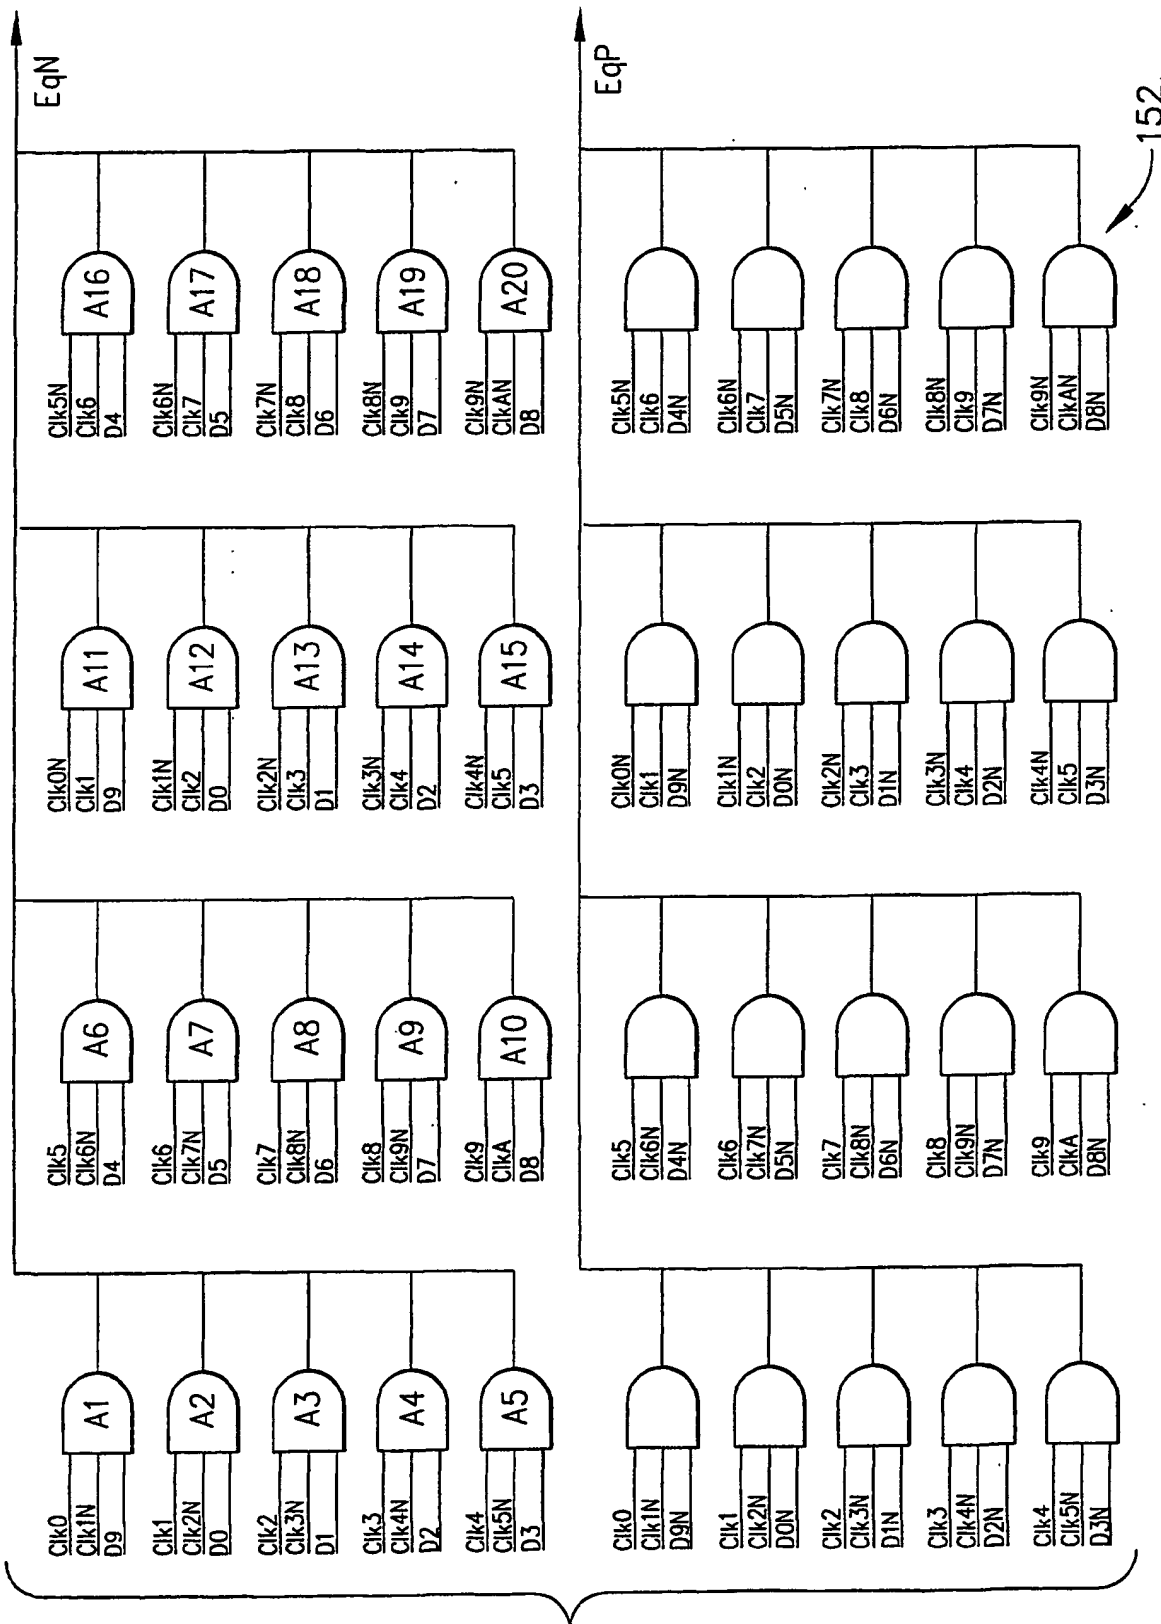 EqN
Clk0
Clk1N
D9
A1
Clk1
Clk2N
D0
A2
Clk2
Clk3N
D1
A3
Clk3
Clk4N
D2
A4
Clk4
Clk5N
D3
A5
Clk5
Clk6N
D4
A6
Clk6
Clk7N
D5
A7
Clk7
Clk8N
D6
A8
Clk8
Clk9N
D7
A9
Clk9
ClkA
D8
A10
Clk0N
Clk1
D9
A11
Clk1N
Clk2
D0
A12
Clk2N
Clk3
D1
A13
Clk3N
Clk4
D2
A14
Clk4N
Clk5
D3
A15
Clk5N
Clk6
D4
A16
Clk6N
Clk7
D5
A17
Clk7N
Clk8
D6
A18
Clk8N
Clk9
D7
A19
Clk9N
ClkAN
D8
A20
EqP
Clk0
Clk1N
D9N
Clk1
Clk2N
D0N
Clk2
Clk3N
D1N
Clk3
Clk4N
D2N
Clk4
Clk5N
D3N
Clk5
Clk6N
D4N
Clk6
Clk7N
D5N
Clk7
Clk8N
D6N
Clk8
Clk9N
D7N
Clk9
ClkA
D8N
Clk0N
Clk1
D9N
Clk1N
Clk2
D0N
Clk2N
Clk3
D1N
Clk3N
Clk4
D2N
Clk4N
Clk5
D3N
Clk5N
Clk6
D4N
Clk6N
Clk7
D5N
Clk7N
Clk8
D6N
Clk8N
Clk9
D7N
Clk9N
ClkAN
D8N
152